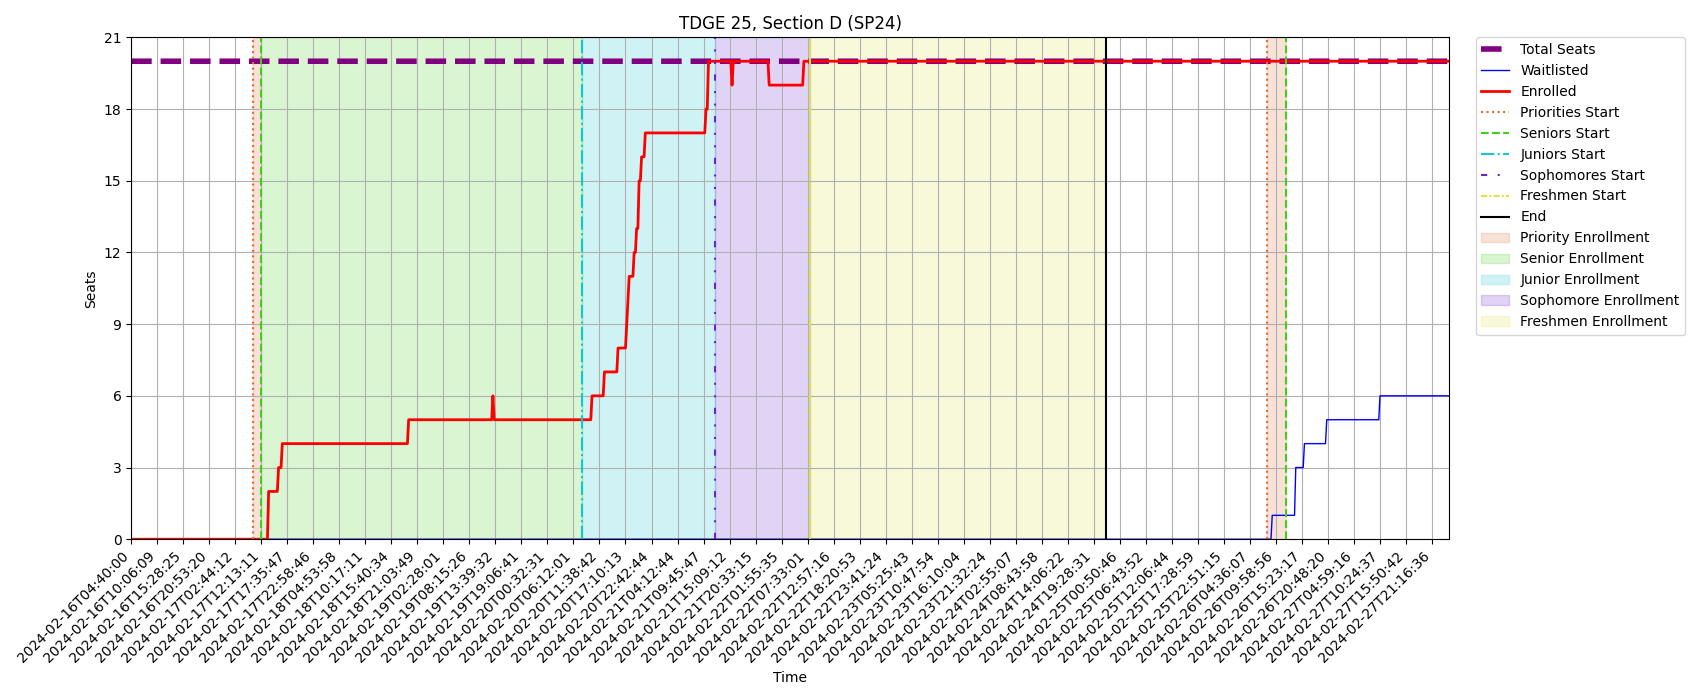 TDGE 25, Section D (SP24)
Seats
21
18
15
12
9
6
3
0
Total Seats
Waitlisted
Enrolled
Priorities Start
Seniors Start
Juniors Start
Sophomores Start
Freshmen Start
End
Priority Enrollment
Senior Enrollment
Junior Enrollment
Sophomore Enrollment
Freshmen Enrollment
2024-02-16T04:40:00
2024-02-16T10:06:09
2024-02-16T15:28:25
2024-02-16T20:53:20
2024-02-17T02:44:12
2024-02-17T12:13:11
2024-02-17T17:35:47
2024-02-17T22:58:46
2024-02-18T04:53:58
2024-02-18T10:17:11
2024-02-18T15:40:34
2024-02-18T21:03:49
2024-02-19T02:28:01
2024-02-19T08:15:26
2024-02-19T13:39:32
2024-02-19T19:06:41
2024-02-20T00:32:31
2024-02-20T06:12:01
2024-02-20T11:38:42
2024-02-20T17:10:13
2024-02-20T22:42:44
2024-02-21T04:12:44
2024-02-21T09:45:47
2024-02-21T15:09:12
2024-02-21T20:33:15
2024-02-22T01:55:35
2024-02-22T07:33:01
2024-02-22T12:57:16
2024-02-22T18:20:53
2024-02-22T23:41:24
2024-02-23T05:25:43
2024-02-23T10:47:54
2024-02-23T16:10:04
2024-02-23T21:32:24
2024-02-24T02:55:07
2024-02-24T08:43:58
2024-02-24T14:06:22
2024-02-24T19:28:31
2024-02-25T00:50:46
2024-02-25T06:43:52
2024-02-25T12:06:44
2024-02-25T17:28:59
2024-02-25T22:51:15
2024-02-26T04:36:07
2024-02-26T09:58:56
2024-02-26T15:23:17
2024-02-26T20:48:20
2024-02-27T04:59:16
2024-02-27T10:24:37
2024-02-27T15:50:42
2024-02-27T21:16:36
Time